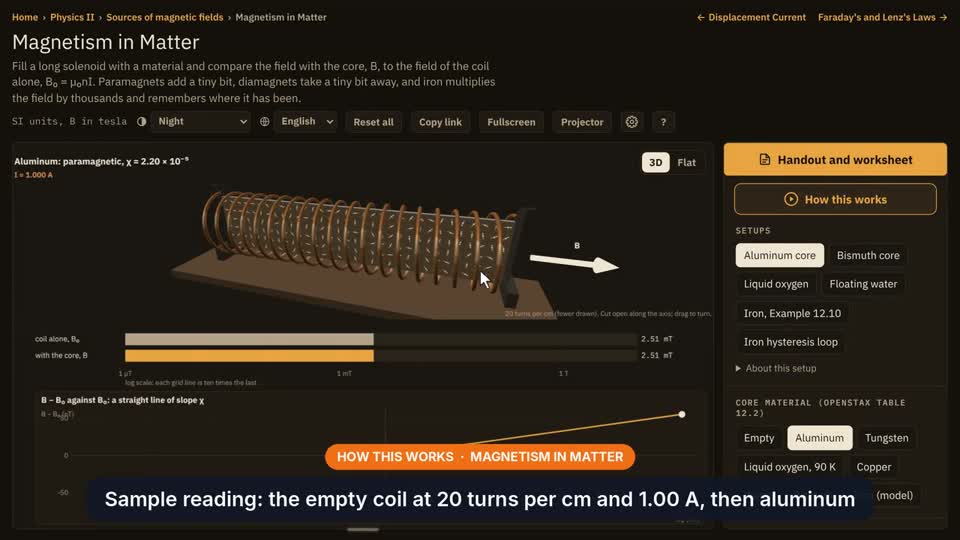 Home › Physics II › Sources of magnetic fields › Magnetism in Matter
← Displacement Current Faraday's and Lenz's Laws →
Magnetism in Matter
Fill a long solenoid with a material and compare the field with the core, B, to the field of the coil
alone, B₀ = μ₀nI. Paramagnets add a tiny bit, diamagnets take a tiny bit away, and iron multiplies
the field by thousands and remembers where it has been.
SI units, B in tesla
Night
English
Reset all
Copy link
Fullscreen
Projector
?
Aluminum: paramagnetic, χ = 2.20 × 10⁻⁵
I = 1.000 A
3D Flat
B
20 turns per cm (fewer drawn). Cut open along the axis; drag to turn.
coil alone, B₀
2.51 mT
with the core, B
2.51 mT
1 μT 1 mT 1 T
log scale: each grid line is ten times the last
B − B₀ against B₀: a straight line of slope χ
0
-50
Handout and worksheet
How this works
SETUPS
Aluminum core
Bismuth core
Liquid oxygen
Floating water
Iron, Example 12.10
Iron hysteresis loop
About this setup
CORE MATERIAL (OPENSTAX TABLE
12.2)
Empty
Aluminum
Tungsten
Liquid oxygen, 90 K
Copper
(model)
HOW THIS WORKS · MAGNETISM IN MATTER
Sample reading: the empty coil at 20 turns per cm and 1.00 A, then aluminum